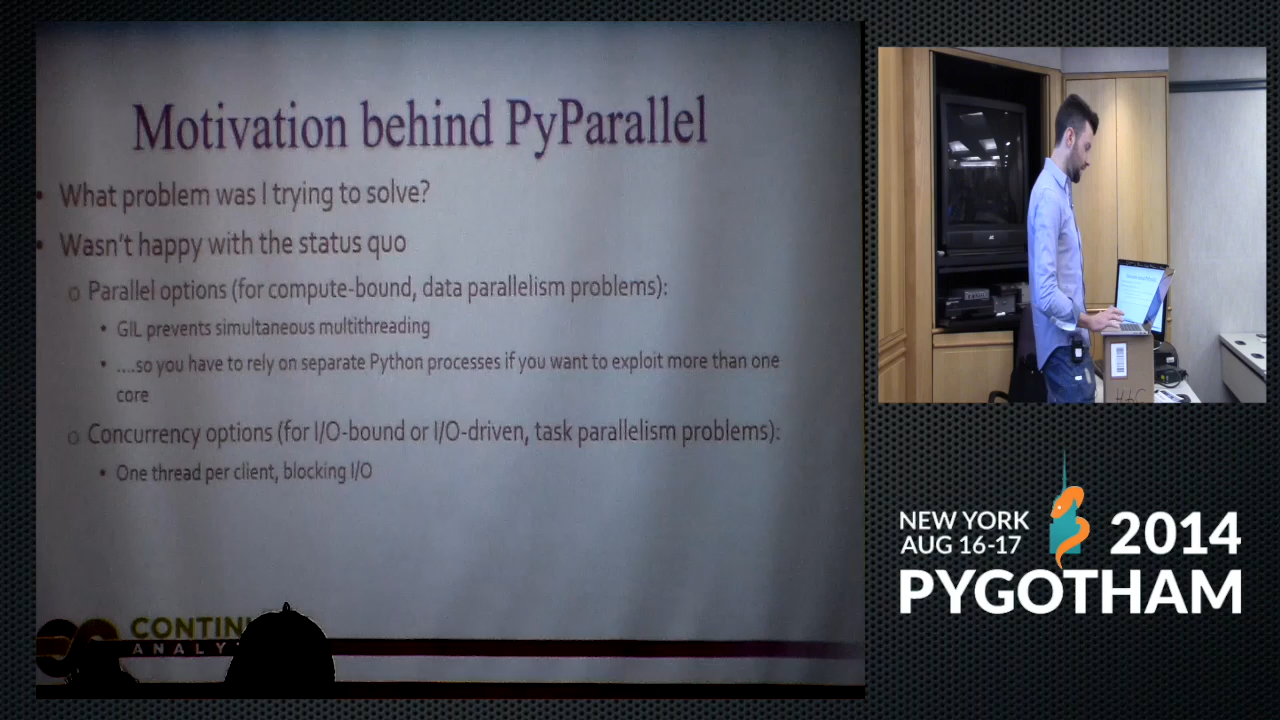 Motivation behind PyParallel
• What problem was I trying to solve?
• Wasn't happy with the status quo
o Parallel options (for compute-bound, data parallelism problems):
• GIL prevents simultaneous multithreading
• ....so you have to rely on separate Python processes if you want to exploit more than one
core
o Concurrency options (for I/O-bound or I/O-driven, task parallelism problems):
• One thread per client, blocking I/O
NEW YORK
AUG 16-17
2014
PYGOTHAM